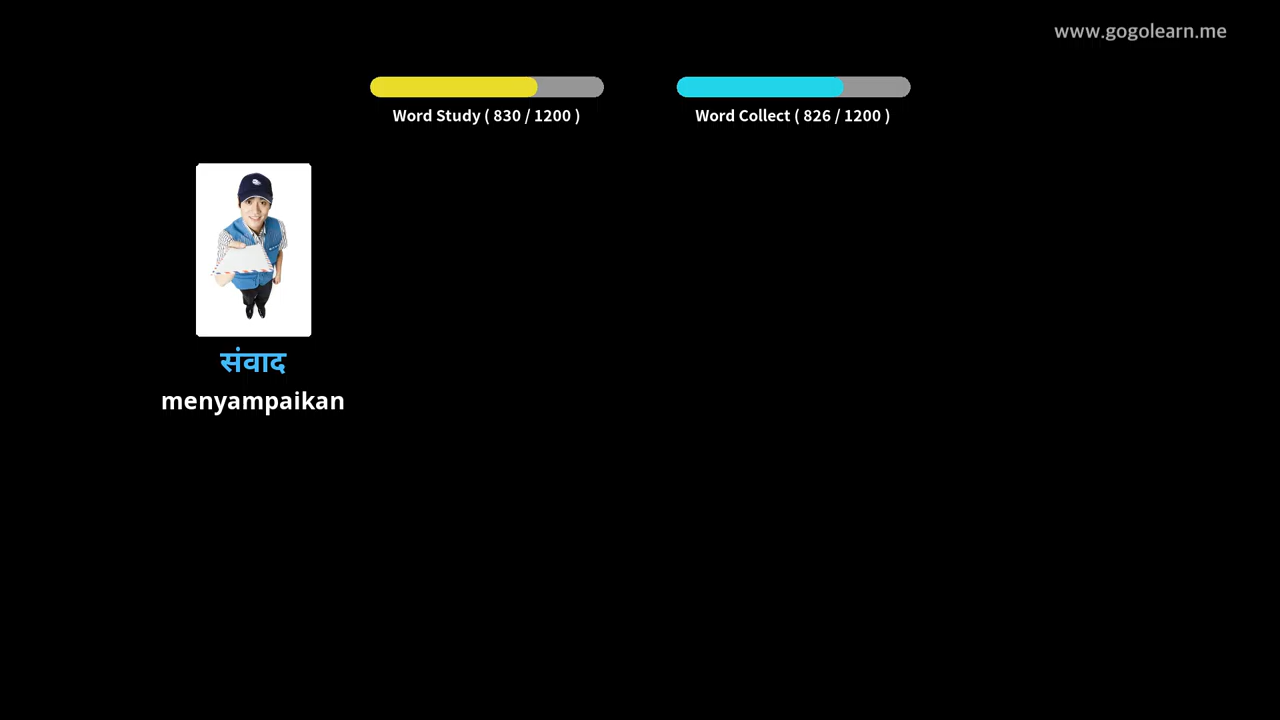 www.gogolearn.me
Word Study ( 830 / 1200 )
Word Collect ( 826 / 1200 )
संवाद
menyampaikan